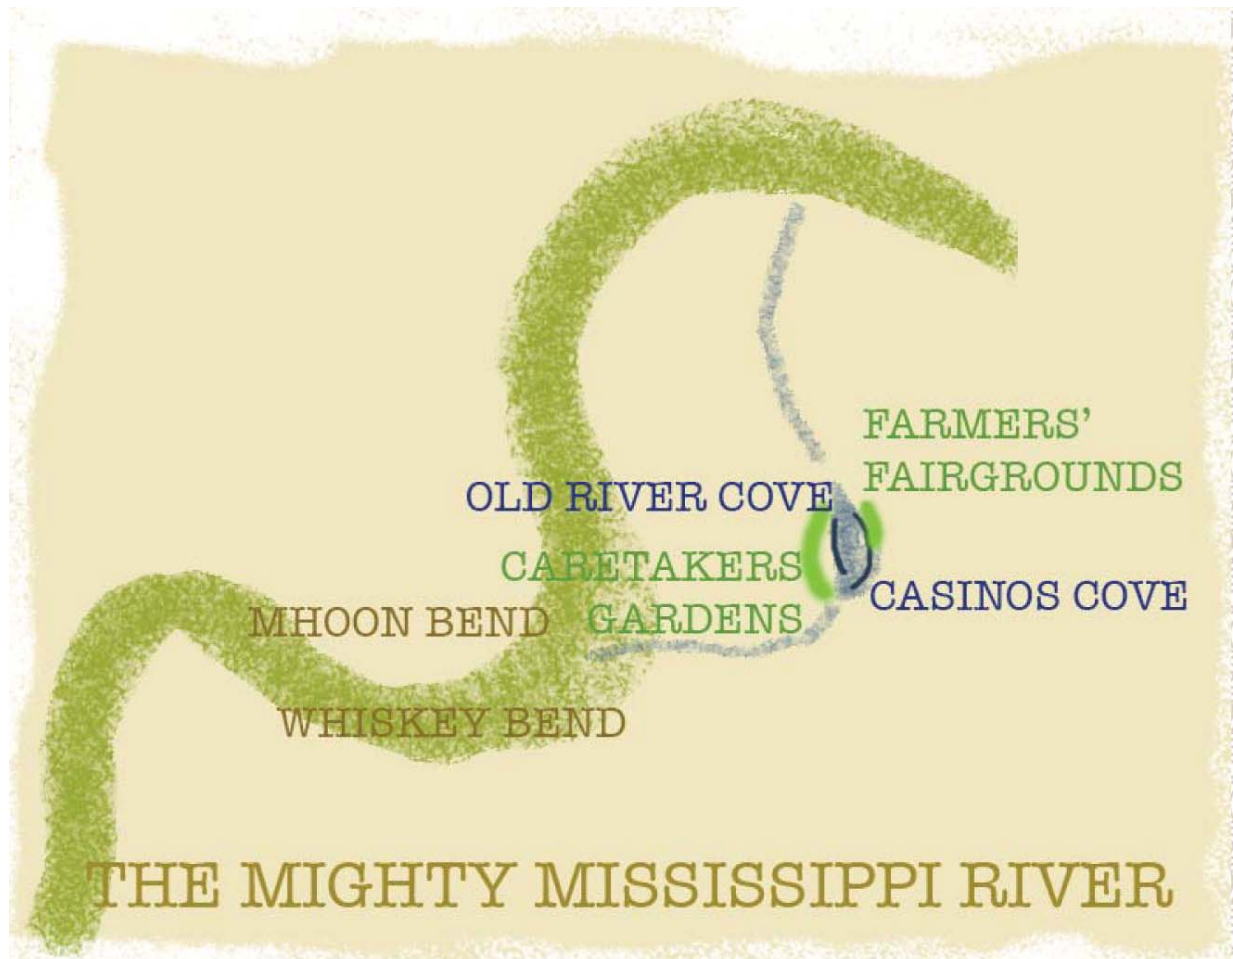 FARMERS’
FAIRGROUNDS
OLD RIVER COVE
CARETAKERS
GARDENS
CASINOS COVE
MHOON BEND
WHISKEY BEND
THE MIGHTY MISSISSIPPI RIVER